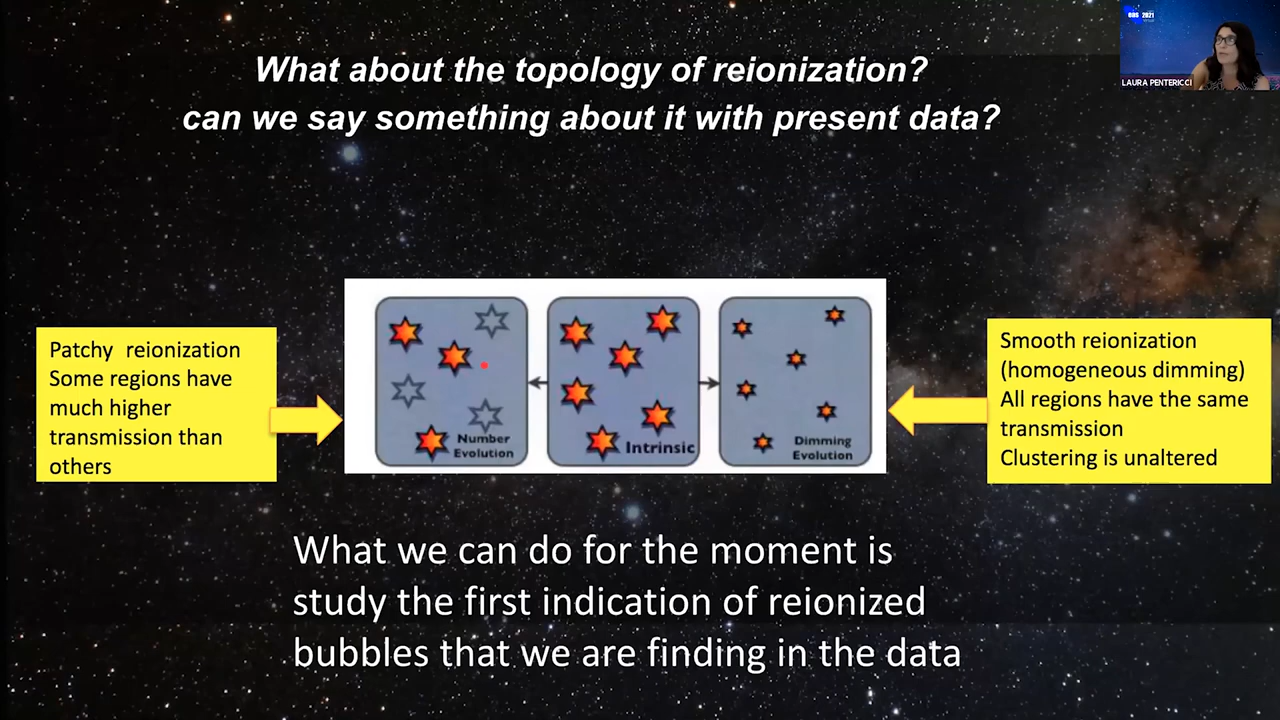 What about the topology of reionization?
can we say something about it with present data?
EAS 2021
LAURA PENTERICCI
Patchy reionization
Some regions have
much higher
transmission than
others
Number
Evolution
Intrinsic
Dimming
Evolution
Smooth reionization
(homogeneous dimming)
All regions have the same
transmission
Clustering is unaltered
What we can do for the moment is
study the first indication of reionized
bubbles that we are finding in the data